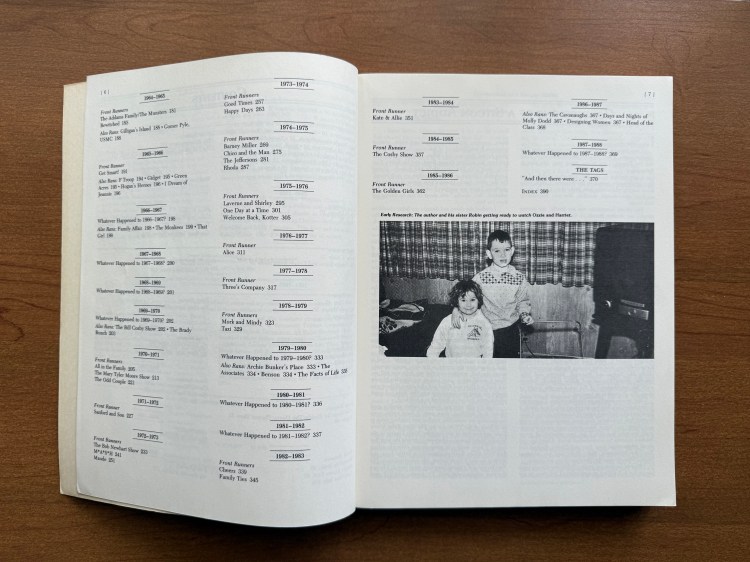 [ 6 ]
1964–1965
Front Runners
The Addams Family/The Munsters 181
Bewitched 185
Also Ran: Gilligan's Island 188 • Gomer Pyle,
USMC 190
1965–1966
Front Runner
Get Smart! 191
Also Ran: F Troop 194 • Gidget 195 • Green
Acres 195 • Hogan's Heroes 196 • I Dream of
Jeannie 196
1966–1967
Whatever Happened to 1966–1967? 198
Also Ran: Family Affair 198 • The Monkees 199 • That
Girl 199
1967–1968
Whatever Happened to 1967–1968? 200
1968–1969
Whatever Happened to 1968–1969? 201
1969–1970
Whatever Happened to 1969–1970? 202
Also Ran: The Bill Cosby Show 202 • The Brady
Bunch 203
1970–1971
Front Runners
All in the Family 205
The Mary Tyler Moore Show 213
The Odd Couple 221
1971–1972
Front Runner
Sanford and Son 227
1972–1973
Front Runners
The Bob Newhart Show 233
M*A*S*H 241
Maude 251
1973–1974
Front Runners
Good Times 257
Happy Days 263
1974–1975
Front Runners
Barney Miller 269
Chico and the Man 275
The Jeffersons 281
Rhoda 287
1975–1976
Front Runners
Laverne and Shirley 295
One Day at a Time 301
Welcome Back, Kotter 305
1976–1977
Front Runner
Alice 311
1977–1978
Front Runner
Three's Company 317
1978–1979
Front Runners
Mork and Mindy 323
Taxi 329
1979–1980
Whatever Happened to 1979–1980? 333
Also Ran: Archie Bunker's Place 333 • The
Associates 334 • Benson 334 • The Facts of Life 335
1980–1981
Whatever Happened to 1980–1981? 336
1981–1982
Whatever Happened to 1981–1982? 337
1982–1983
Front Runners
Cheers 339
Family Ties 345
[ 7 ]
1983–1984
Front Runner
Kate & Allie 351
1984–1985
Front Runner
The Cosby Show 357
1985–1986
Front Runner
The Golden Girls 362
1986–1987
Also Ran: The Cavanaughs 367 • Days and Nights of
Molly Dodd 367 • Designing Women 367 • Head of the
Class 368
1987–1988
Whatever Happened to 1987–1988? 369
THE TAGS
"And then there were . . ." 370
INDEX 399
Early Research: The author and his sister Robin getting ready to watch Ozzie and Harriet.